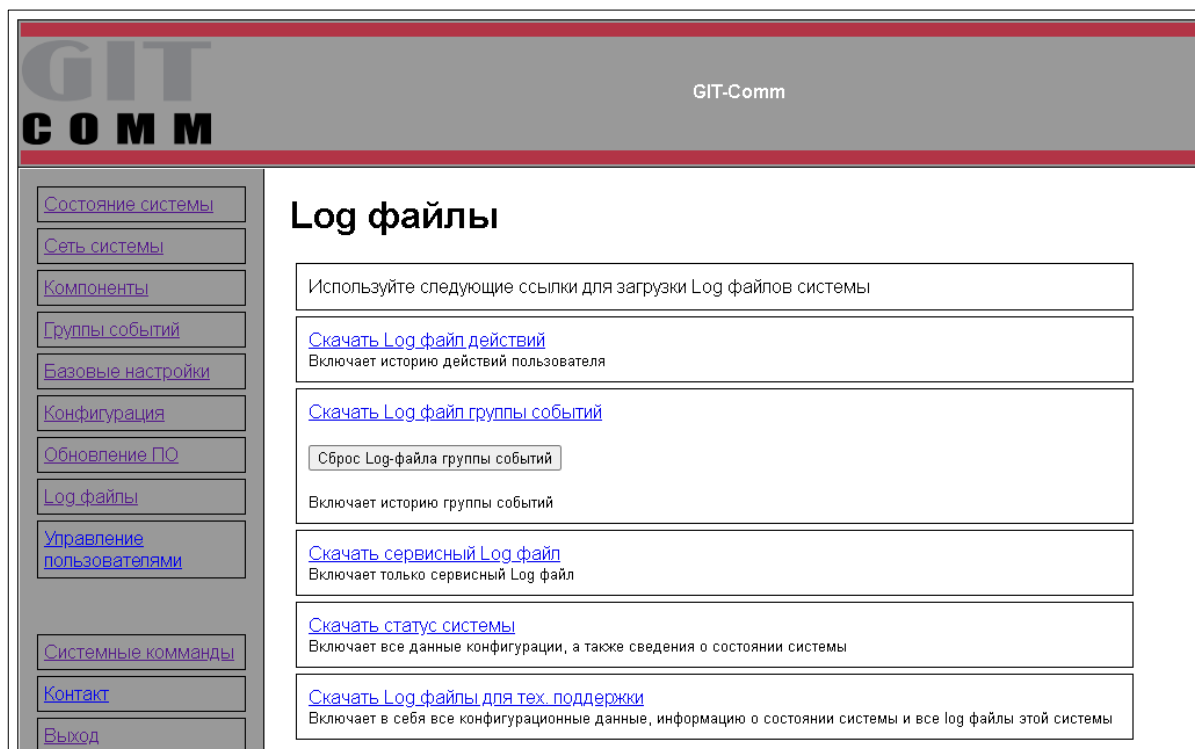 GIT
COMM
GIT-Comm
Состояние системы
Сеть системы
Компоненты
Группы событий
Базовые настройки
Конфигурация
Обновление ПО
Log файлы
Управление
пользователями
Системные комманды
Контакт
Выход
Log файлы
Используйте следующие ссылки для загрузки Log файлов системы
Скачать Log файл действий
Включает историю действий пользователя
Скачать Log файл группы событий
Сброс Log-файла группы событий
Включает историю группы событий
Скачать сервисный Log файл
Включает только сервисный Log файл
Скачать статус системы
Включает все данные конфигурации, а также сведения о состоянии системы
Скачать Log файлы для тех. поддержки
Включает в себя все конфигурационные данные, информацию о состоянии системы и все log файлы этой системы